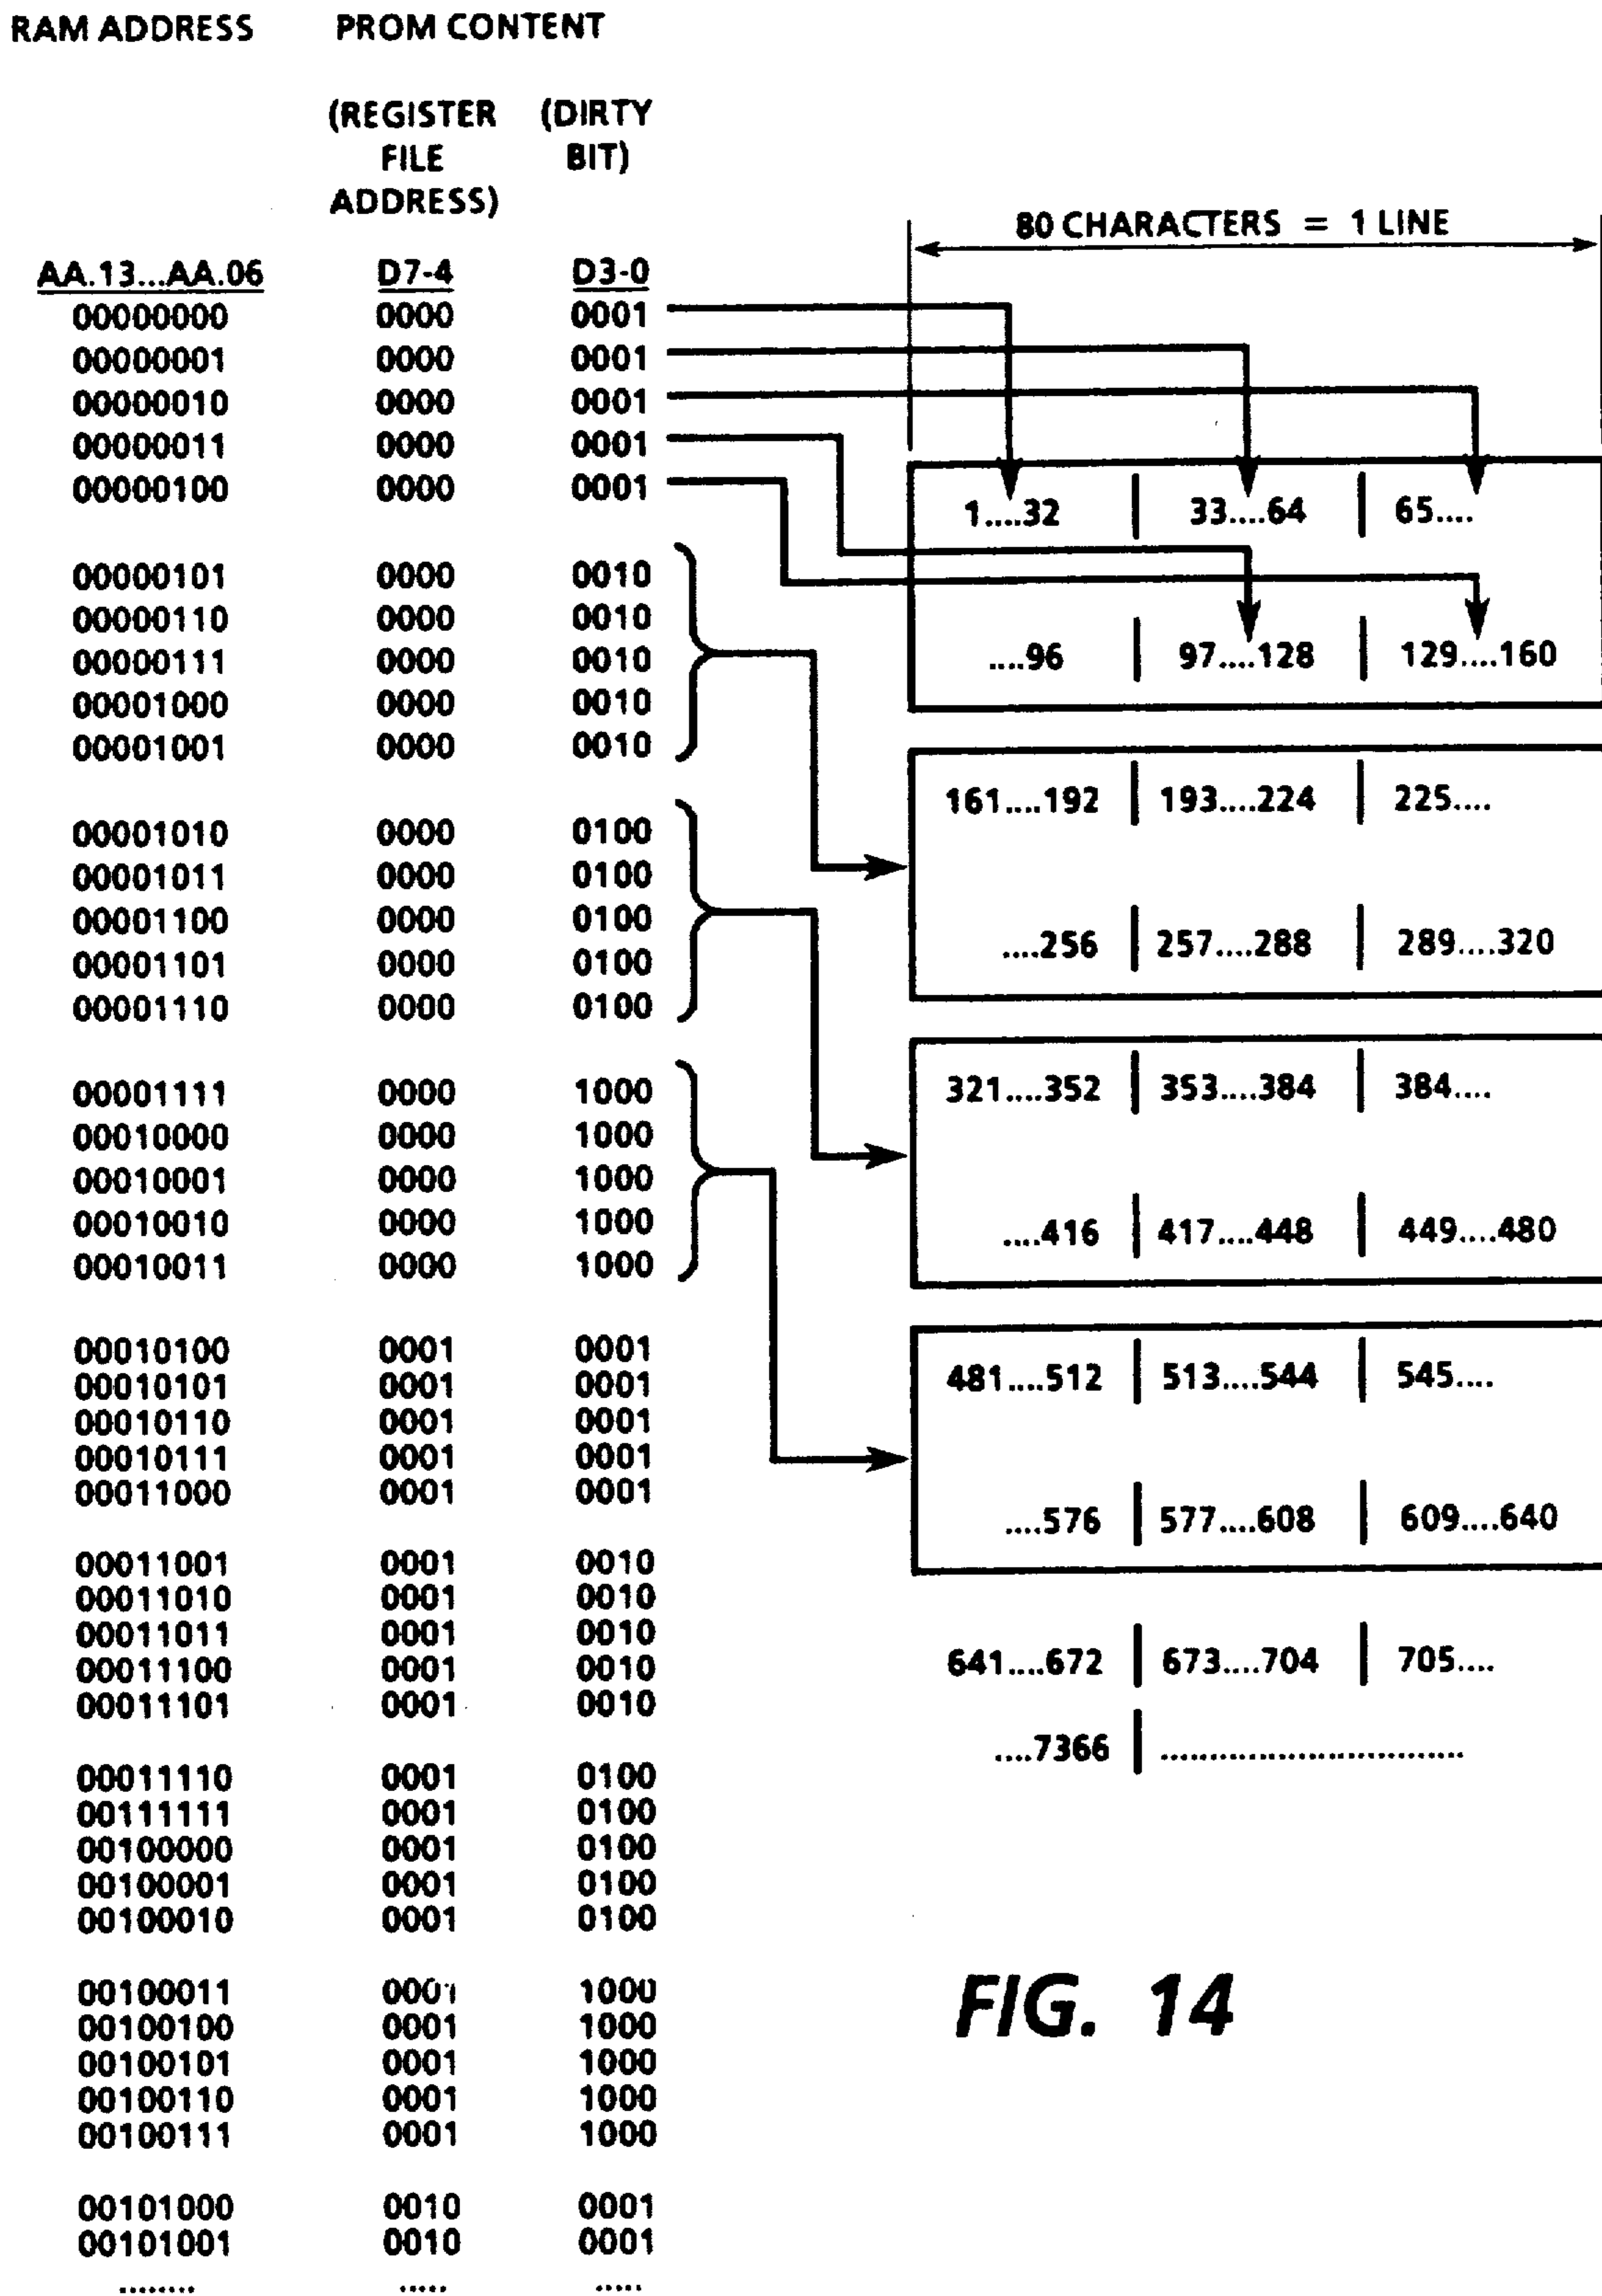 RAM ADDRESS PROM CONTENT
(REGISTER (DIRTY
FILE BIT)
ADDRESS)
80 CHARACTERS = 1 LINE
AA.13...AA.06 D7-4 D3-0
00000000 0000 0001
00000001 0000 0001
00000010 0000 0001
00000011 0000 0001
00000100 0000 0001
00000101 0000 0010
00000110 0000 0010
00000111 0000 0010
00001000 0000 0010
00001001 0000 0010
00001010 0000 0100
00001011 0000 0100
00001100 0000 0100
00001101 0000 0100
00001110 0000 0100
00001111 0000 1000
00010000 0000 1000
00010001 0000 1000
00010010 0000 1000
00010011 0000 1000
00010100 0001 0001
00010101 0001 0001
00010110 0001 0001
00010111 0001 0001
00011000 0001 0001
00011001 0001 0010
00011010 0001 0010
00011011 0001 0010
00011100 0001 0010
00011101 0001 0010
00011110 0001 0100
00111111 0001 0100
00100000 0001 0100
00100001 0001 0100
00100010 0001 0100
00100011 0001 1000
00100100 0001 1000
00100101 0001 1000
00100110 0001 1000
00100111 0001 1000
00101000 0010 0001
00101001 0010 0001
........ ..... .....
1....32 | 33....64 | 65....
....96 | 97....128 | 129....160
161....192 | 193....224 | 225....
....256 | 257....288 | 289....320
321....352 | 353....384 | 384....
....416 | 417....448 | 449....480
481....512 | 513....544 | 545....
....576 | 577....608 | 609....640
641....672 | 673....704 | 705....
....7366 | ...............................
FIG. 14